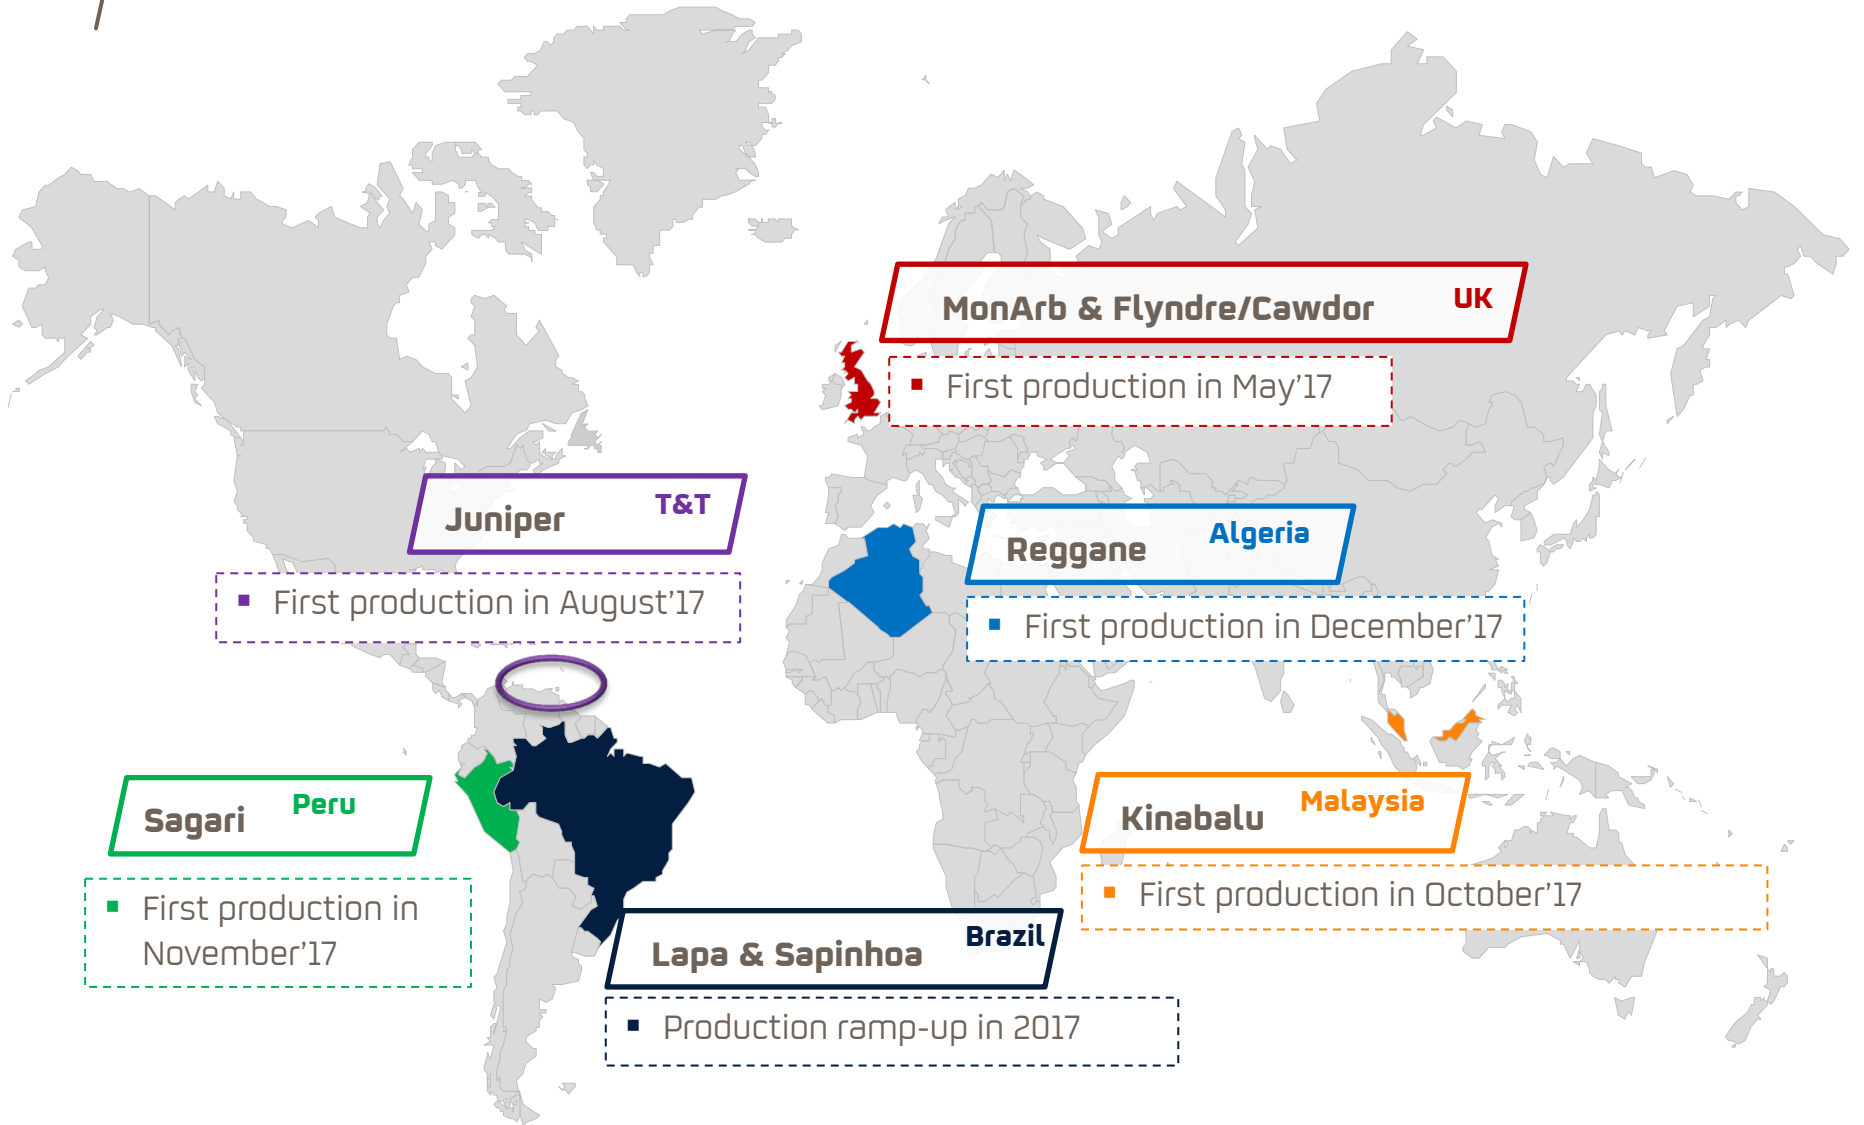 MonArb & Flyndre/Cawdor
UK
First production in May’17
Juniper
T&T
First production in August’17
Reggane
Algeria
First production in December’17
Sagari
Peru
First production in
November’17
Kinabalu
Malaysia
First production in October’17
Lapa & Sapinhoa
Brazil
Production ramp-up in 2017